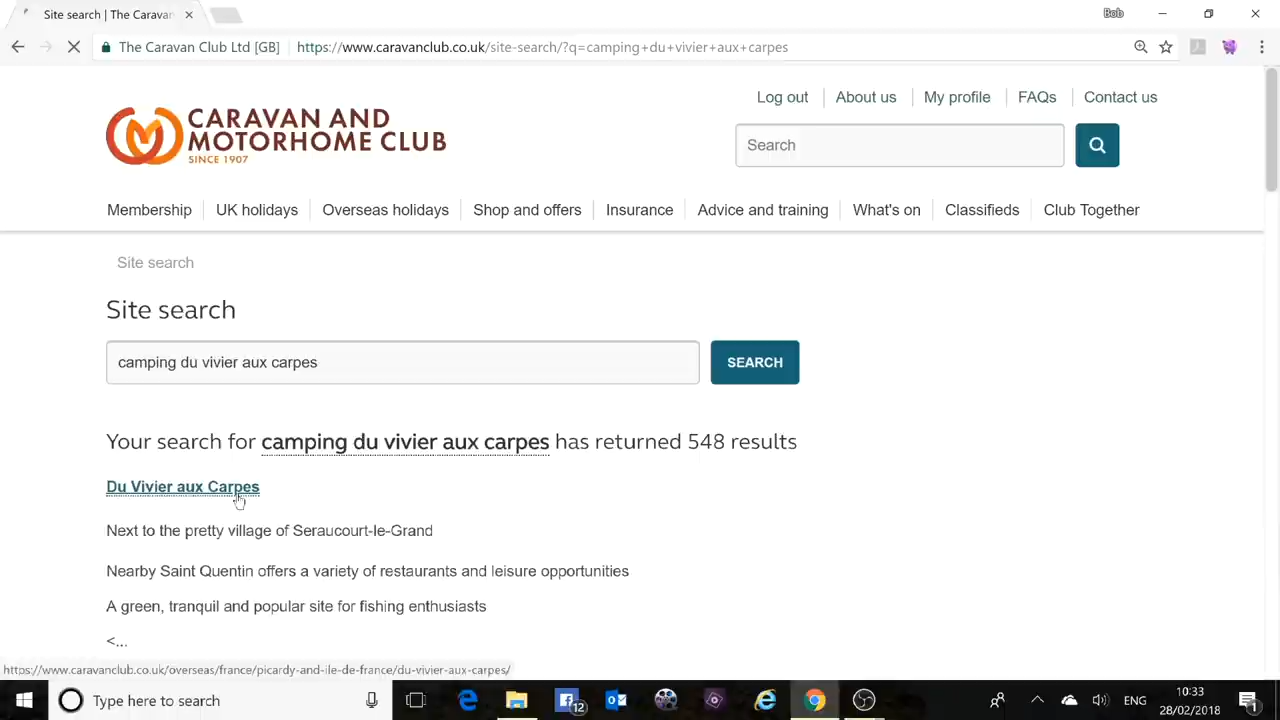 Site search | The Caravan
Bob
The Caravan Club Ltd [GB] https://www.caravanclub.co.uk/site-search/?q=camping+du+vivier+aux+carpes
Log out About us My profile FAQs Contact us
CARAVAN AND
MOTORHOME CLUB
SINCE 1907
Search
Membership UK holidays Overseas holidays Shop and offers Insurance Advice and training What's on Classifieds Club Together
Site search
Site search
camping du vivier aux carpes SEARCH
Your search for camping du vivier aux carpes has returned 548 results
Du Vivier aux Carpes
Next to the pretty village of Seraucourt-le-Grand
Nearby Saint Quentin offers a variety of restaurants and leisure opportunities
A green, tranquil and popular site for fishing enthusiasts
<...
https://www.caravanclub.co.uk/overseas/france/picardy-and-ile-de-france/du-vivier-aux-carpes/
Type here to search 12 ENG 10:33 1
28/02/2018